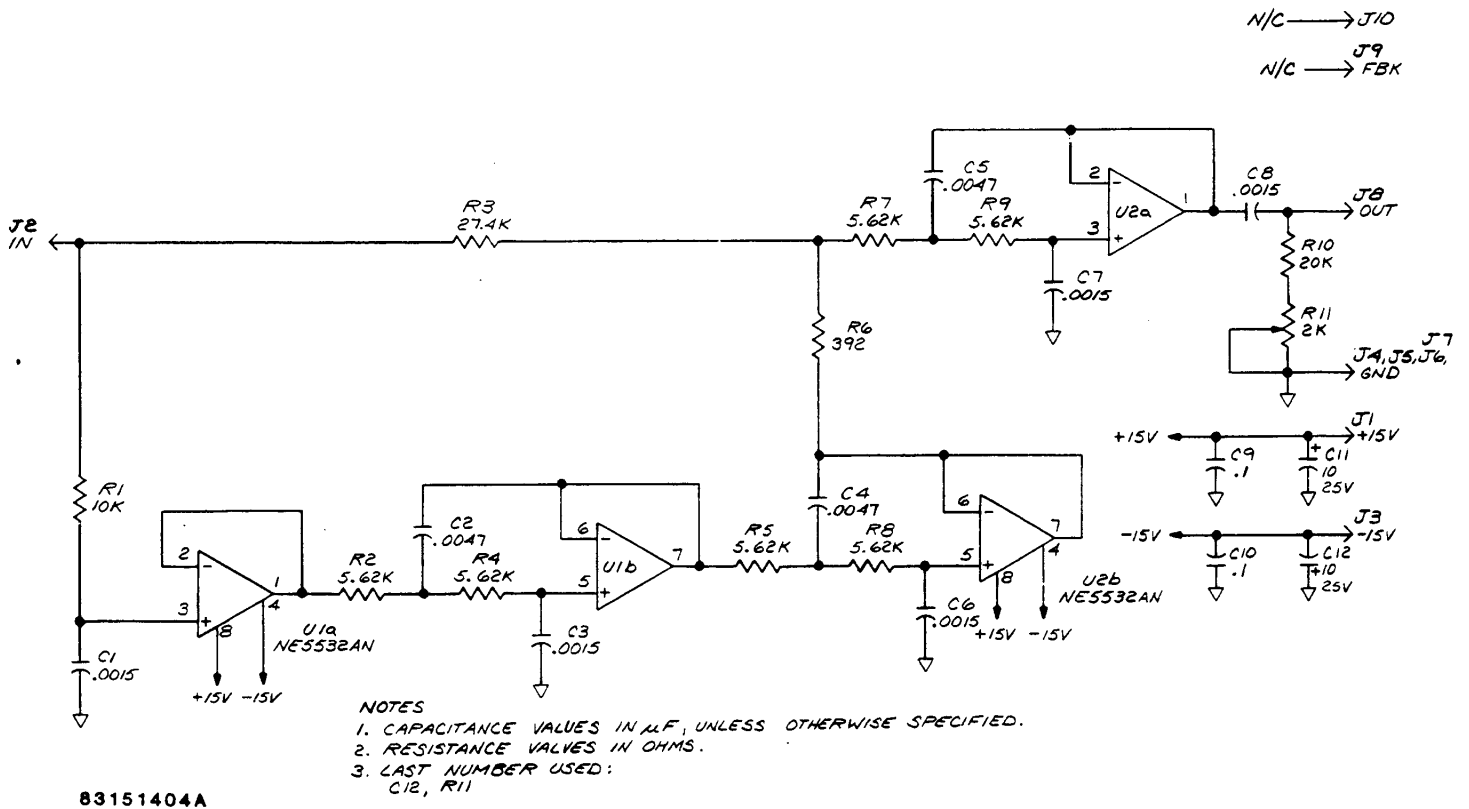 N/C J10
J9
N/C FBK
C5
.0047
2
-
U2a
1
3
+
C8
.0015
J8
OUT
R3
27.4K
R7
5.62K
R9
5.62K
J2
IN
C7
.0015
R10
20K
R11
2K
R6
392
J7
J4, J5, J6,
GND
J1
+15V +15V
C9
.1
+
C11
10
25V
J3
-15V -15V
C10
.1
C12
+10
25V
R1
10K
C2
.0047
C4
.0047
2
-
1
4
3
+
8
U1a
NE5532AN
+15V -15V
R2
5.62K
R4
5.62K
6
-
U1b
7
5
+
R5
5.62K
R8
5.62K
6
-
7
4
5
+
8
U2b
NE5532AN
+15V -15V
C1
.0015
C3
.0015
C6
.0015
NOTES
1. CAPACITANCE VALUES IN µF, UNLESS OTHERWISE SPECIFIED.
2. RESISTANCE VALUES IN OHMS.
3. LAST NUMBER USED:
C12, R11
83151404A